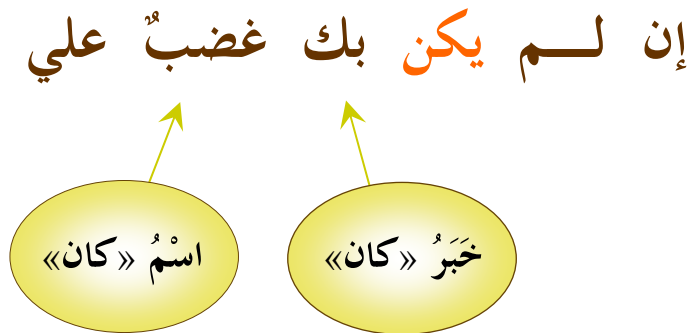 إن لـــم يكن بك غضبٌ علي
خَبَرُ «كان»
اسْمُ «كان»